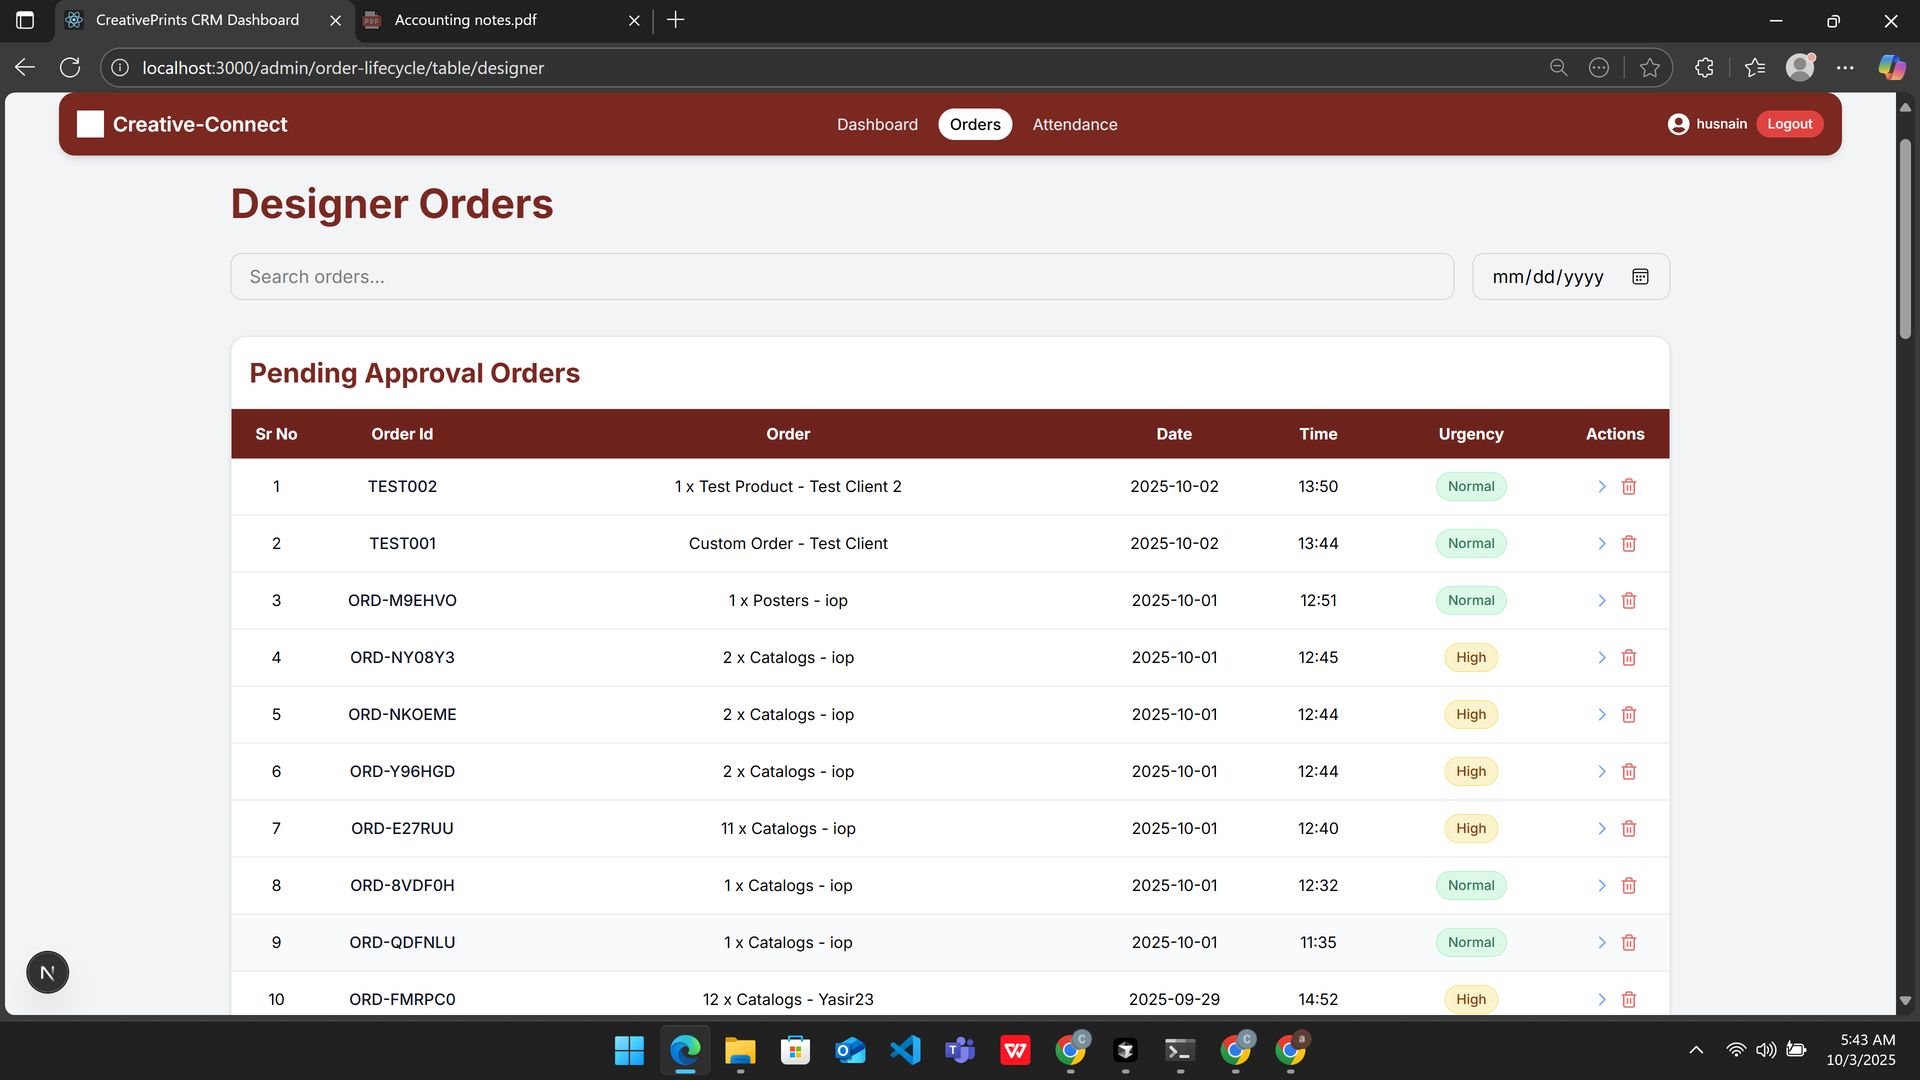 CreativePrints CRM Dashboard
PDF
Accounting notes.pdf
localhost:3000/admin/order-lifecycle/table/designer
Creative-Connect
Dashboard
Orders
Attendance
husnain
Logout
Designer Orders
Search orders...
mm/dd/yyyy
Pending Approval Orders
Sr No Order Id Order Date Time Urgency Actions
1 TEST002 1 x Test Product - Test Client 2 2025-10-02 13:50 Normal
2 TEST001 Custom Order - Test Client 2025-10-02 13:44 Normal
3 ORD-M9EHVO 1 x Posters - iop 2025-10-01 12:51 Normal
4 ORD-NY08Y3 2 x Catalogs - iop 2025-10-01 12:45 High
5 ORD-NKOEME 2 x Catalogs - iop 2025-10-01 12:44 High
6 ORD-Y96HGD 2 x Catalogs - iop 2025-10-01 12:44 High
7 ORD-E27RUU 11 x Catalogs - iop 2025-10-01 12:40 High
8 ORD-8VDF0H 1 x Catalogs - iop 2025-10-01 12:32 Normal
9 ORD-QDFNLU 1 x Catalogs - iop 2025-10-01 11:35 Normal
10 ORD-FMRPC0 12 x Catalogs - Yasir23 2025-09-29 14:52 High
N
5:43 AM
10/3/2025